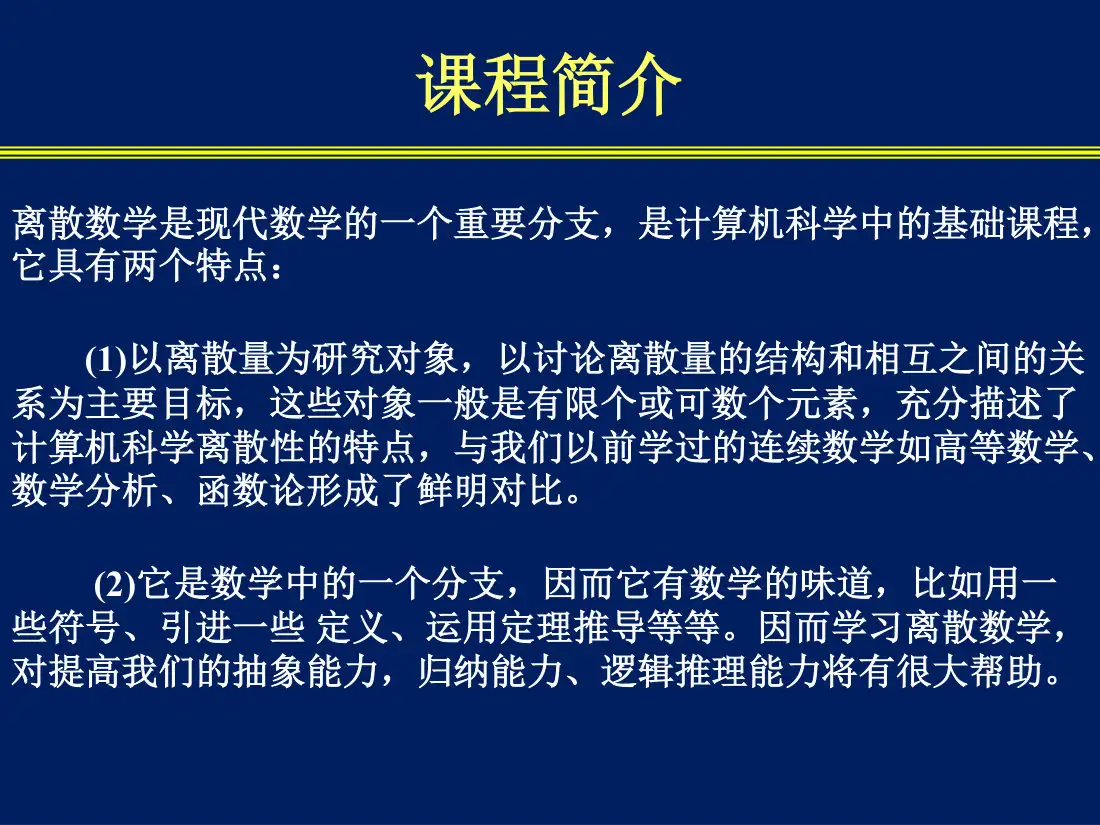 课程简介
离散数学是现代数学的一个重要分支，是计算机科学中的基础课程，
它具有两个特点：
(1)以离散量为研究对象，以讨论离散量的结构和相互之间的关
系为主要目标，这些对象一般是有限个或可数个元素，充分描述了
计算机科学离散性的特点，与我们以前学过的连续数学如高等数学、
数学分析、函数论形成了鲜明对比。
(2)它是数学中的一个分支，因而它有数学的味道，比如用一
些符号、引进一些 定义、运用定理推导等等。因而学习离散数学，
对提高我们的抽象能力，归纳能力、逻辑推理能力将有很大帮助。